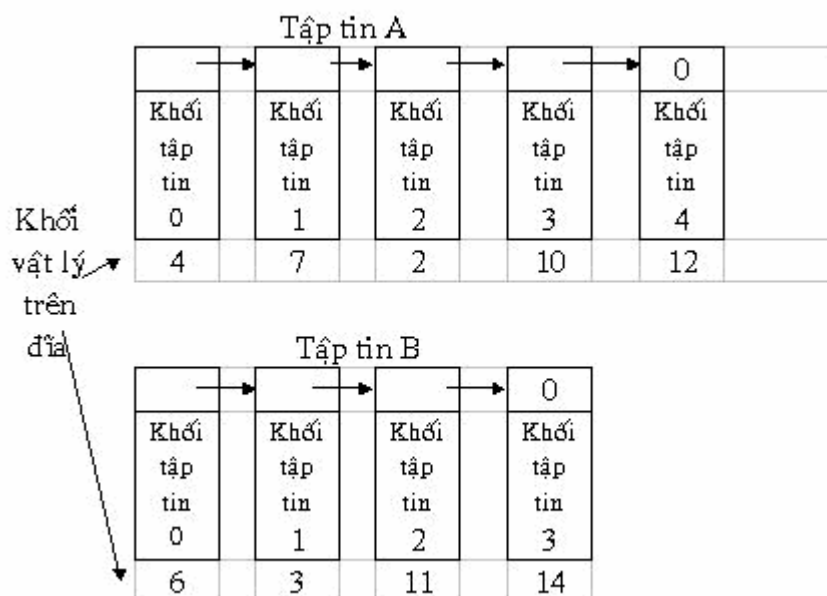 Tập tin A
0
Khối Khối Khối Khối Khối
tập tập tập tập tập
tin tin tin tin tin
0 1 2 3 4
4 7 2 10 12
Khối
vật lý
trên
đĩa
Tập tin B
0
Khối Khối Khối Khối
tập tập tập tập
tin tin tin tin
0 1 2 3
6 3 11 14